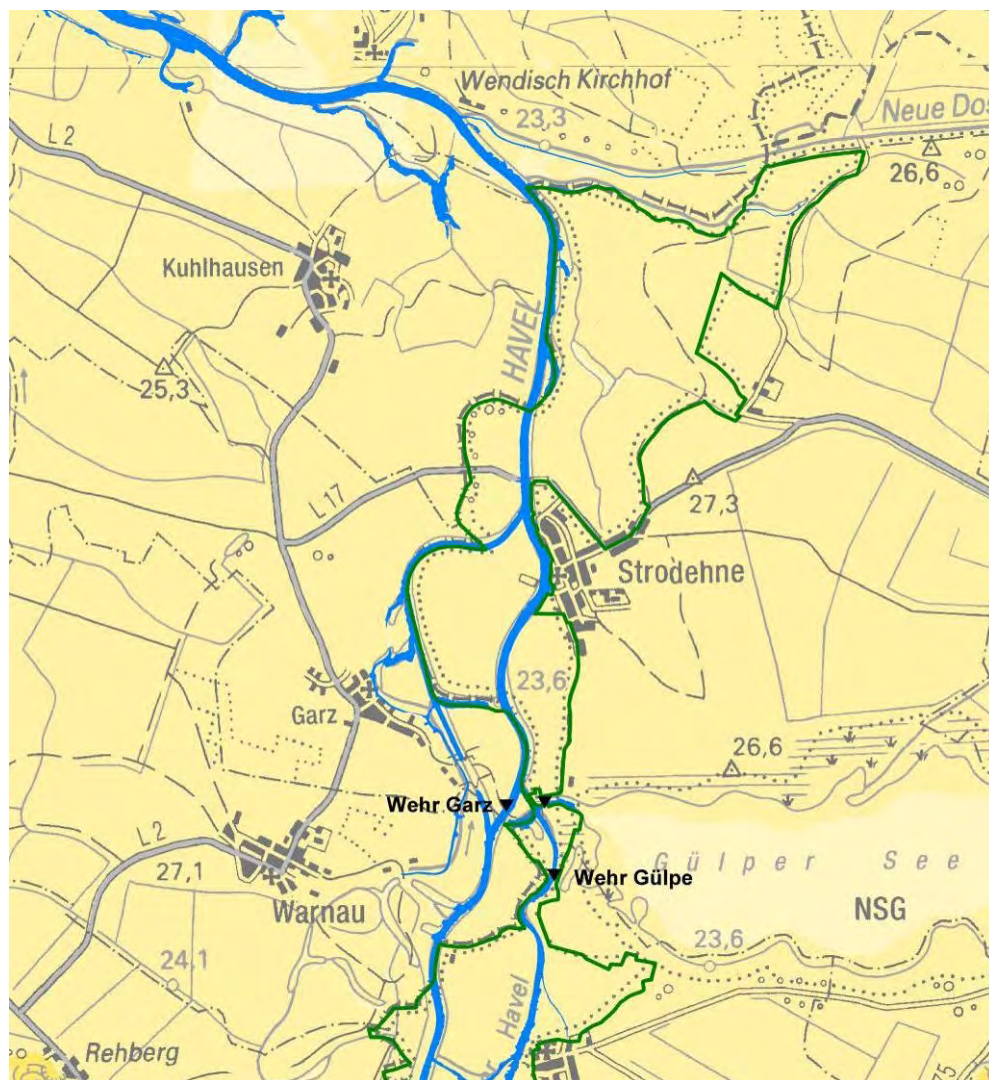 Wendisch Kirchhof
23,3
Neue Dos
L 2
26,6
Kuhlhausen
HAVEL
25,3
L 17
27,3
Strodehne
23,6
Garz
26,6
Wehr Garz
L 2
27,1
Gülper See
Wehr Gülpe
Warnau
NSG
23,6
24,1
Havel
Rehberg
75